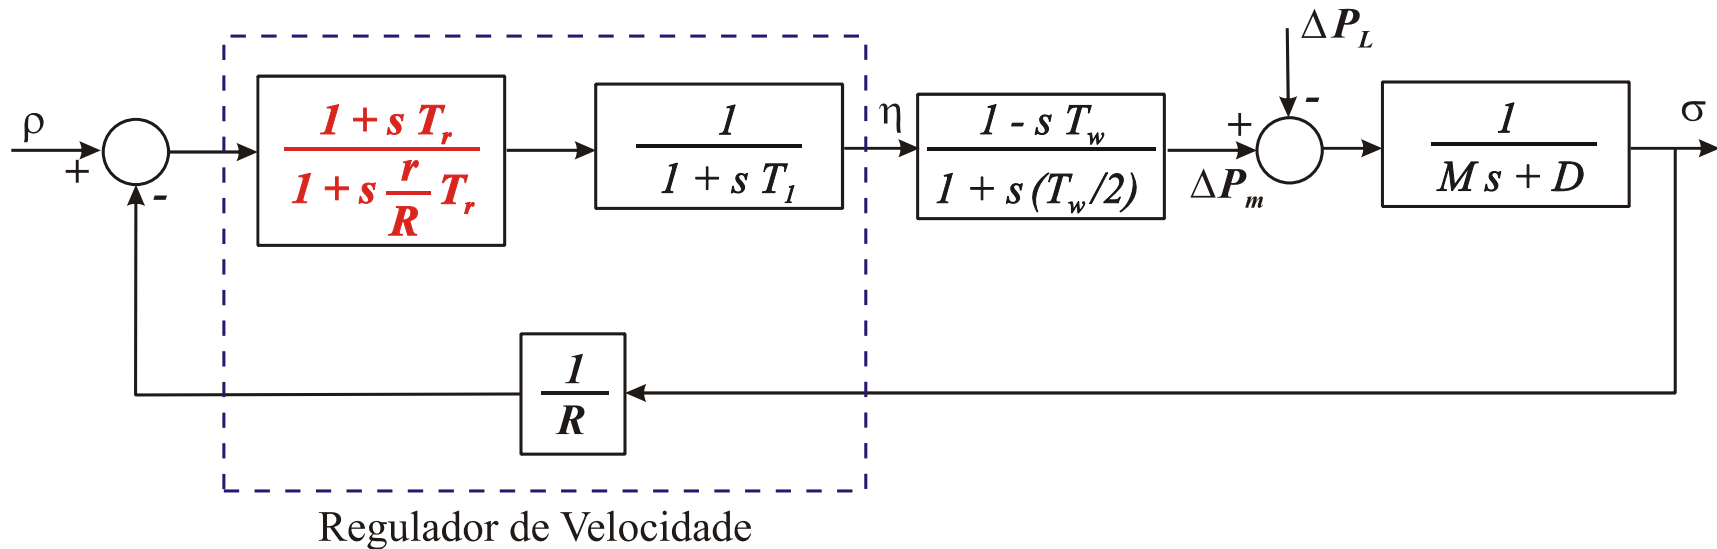 ρ
+
-
1 + s T_r
1 + s r/R T_r
1
1 + s T_1
η
1 - s T_w
1 + s (T_w/2)
+
ΔP_m
ΔP_L
-
1
M s + D
σ
1
R
Regulador de Velocidade